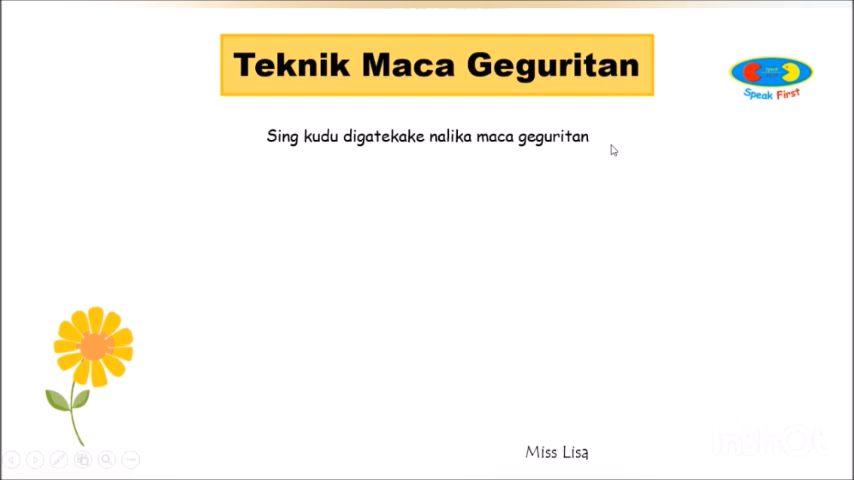 Teknik Maca Geguritan
Speak First
Sing kudu digatekake nalika maca geguritan
Miss Lisa
InShOt